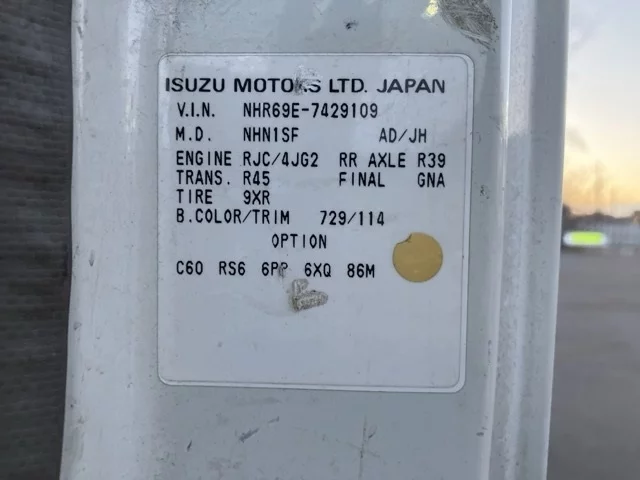 ISUZU MOTORS LTD. JAPAN
V.I.N. NHR69E-7429109
M.D. NHN1SF AD/JH
ENGINE RJC/4JG2 RR AXLE R39
TRANS. R45 FINAL GNA
TIRE 9XR
B.COLOR/TRIM 729/114
OPTION
C60 RS6 6PP 6XQ 86M